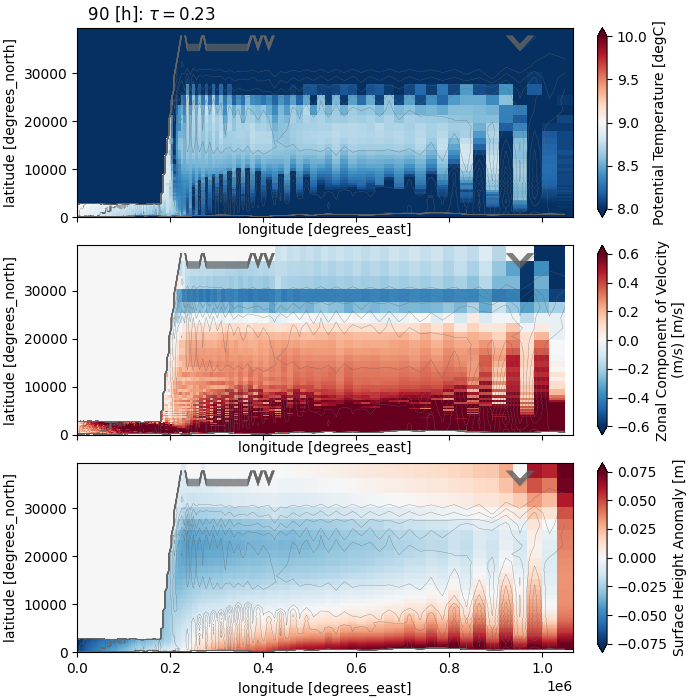 90 [h]: τ = 0.23
30000
20000
10000
0
latitude [degrees_north]
longitude [degrees_east]
10.0
9.5
9.0
8.5
8.0
Potential Temperature [degC]
30000
20000
10000
0
latitude [degrees_north]
longitude [degrees_east]
0.6
0.4
0.2
0.0
−0.2
−0.4
−0.6
Zonal Component of Velocity
(m/s) [m/s]
30000
20000
10000
0
latitude [degrees_north]
0.0 0.2 0.4 0.6 0.8 1.0
1e6
longitude [degrees_east]
0.075
0.050
0.025
0.000
−0.025
−0.050
−0.075
Surface Height Anomaly [m]